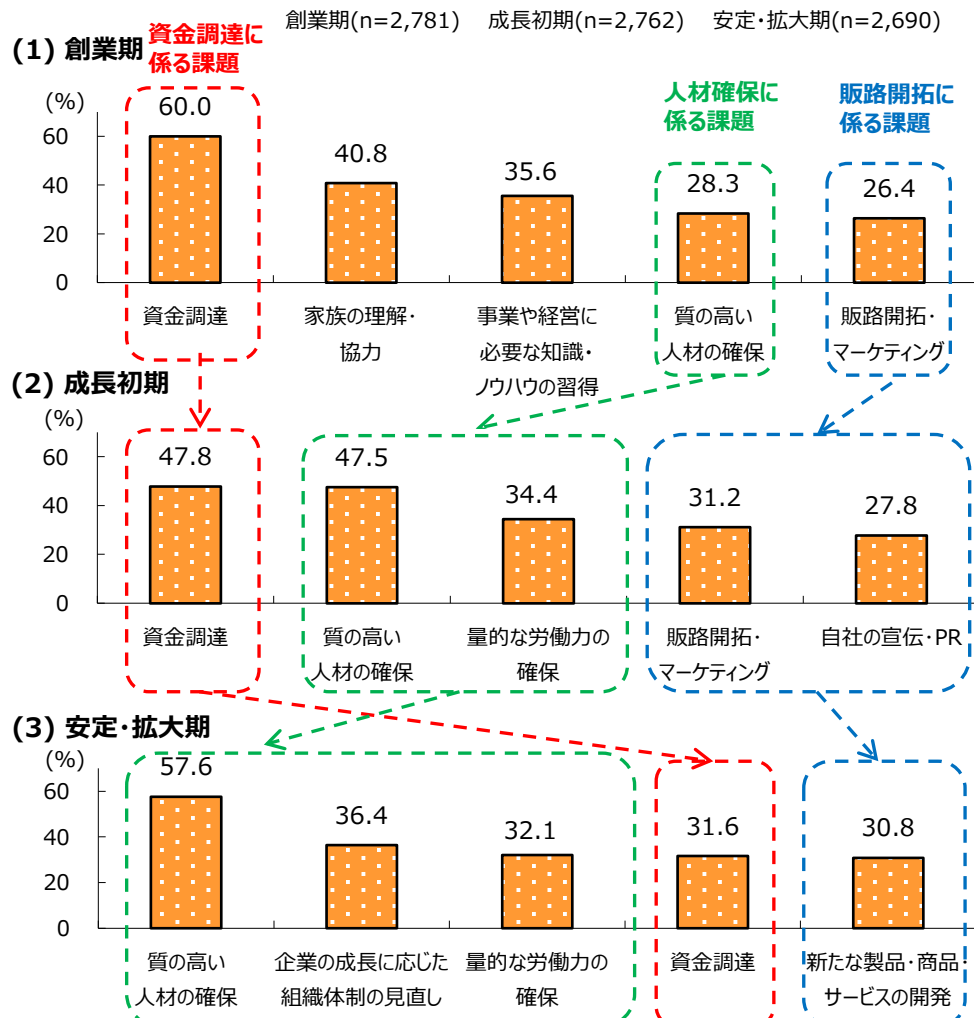 創業期(n=2,781) 成長初期(n=2,762) 安定・拡大期(n=2,690)
(1) 創業期
資金調達に
係る課題
人材確保に
係る課題
販路開拓に
係る課題
(%)
60.0
40.8
35.6
28.3
26.4
60
40
20
0
資金調達
家族の理解・
協力
事業や経営に
必要な知識・
ノウハウの習得
質の高い
人材の確保
販路開拓・
マーケティング
(2) 成長初期
(%)
47.8
47.5
34.4
31.2
27.8
60
40
20
0
資金調達
質の高い
人材の確保
量的な労働力の
確保
販路開拓・
マーケティング
自社の宣伝・PR
(3) 安定・拡大期
(%)
57.6
36.4
32.1
31.6
30.8
60
40
20
0
質の高い
人材の確保
企業の成長に応じた
組織体制の見直し
量的な労働力の
確保
資金調達
新たな製品・商品・
サービスの開発